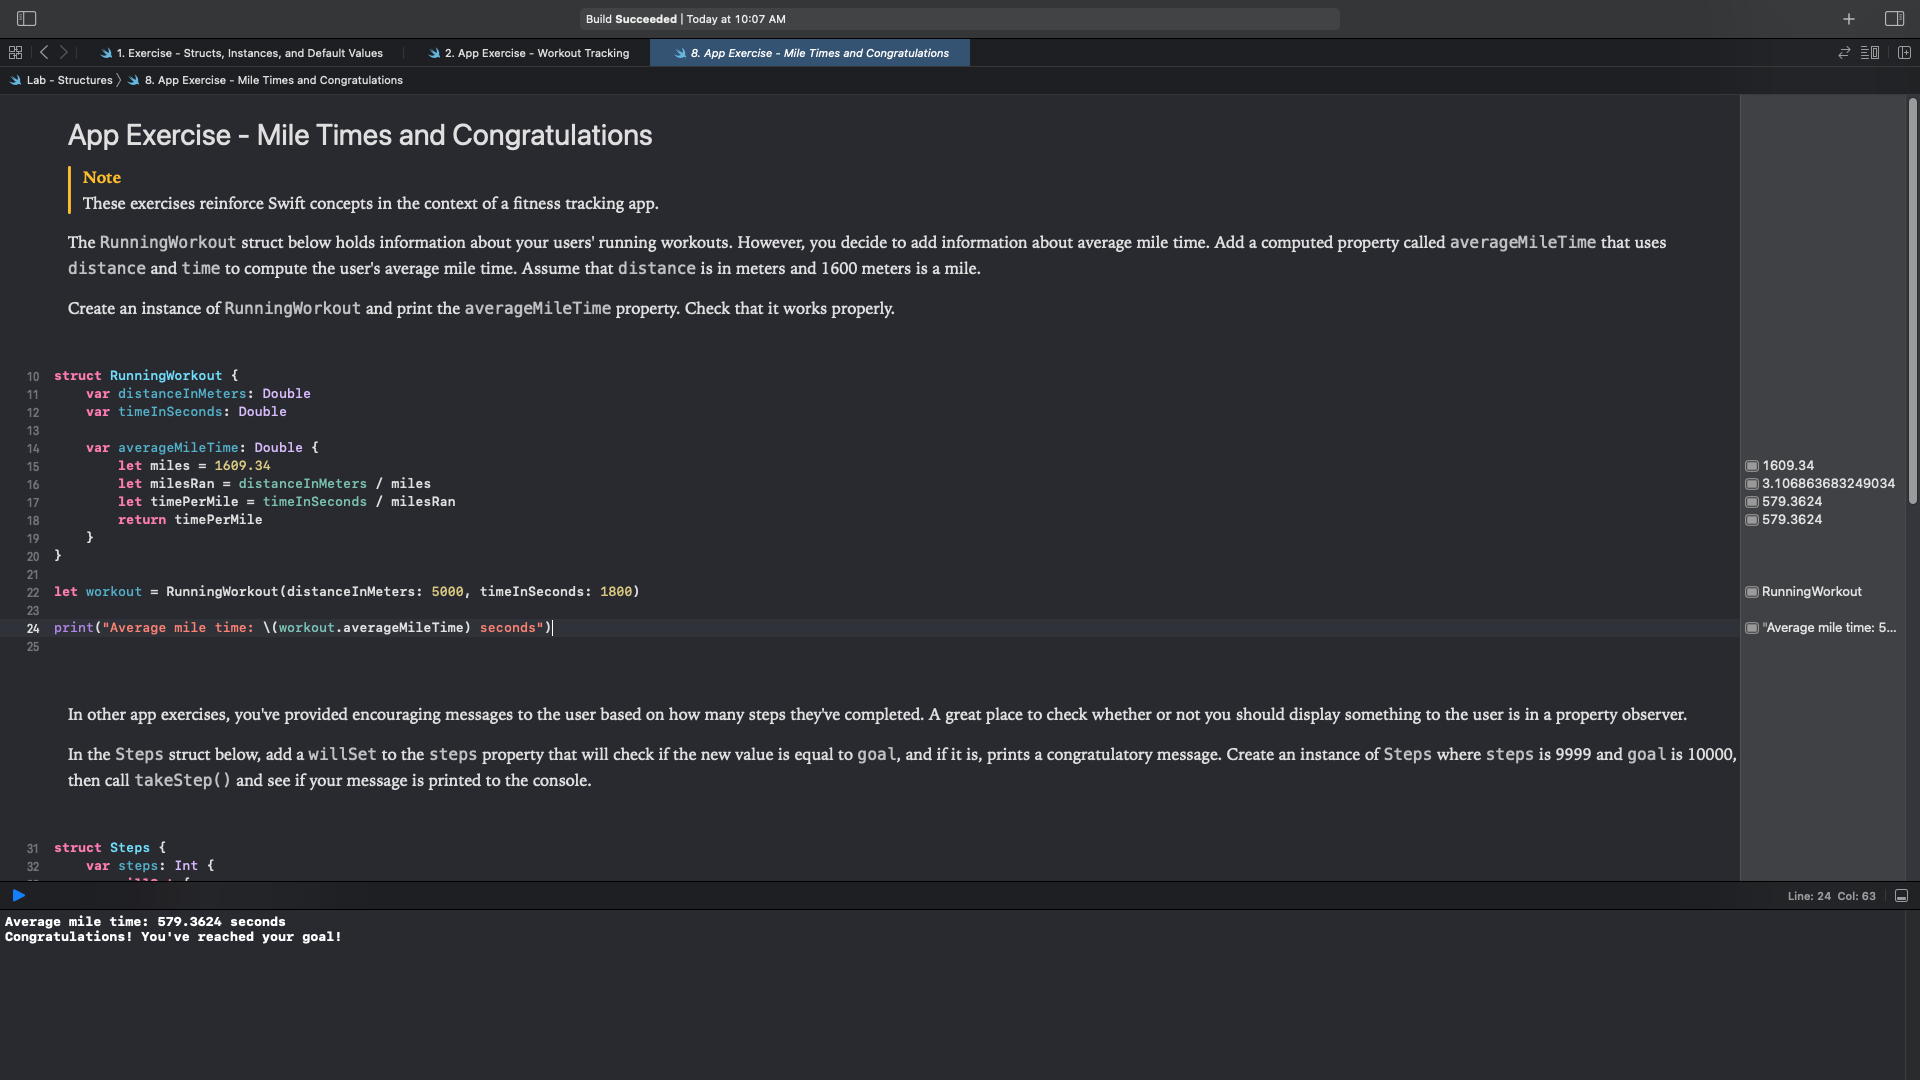 Build Succeeded | Today at 10:07 AM
1. Exercise - Structs, Instances, and Default Values
2. App Exercise - Workout Tracking
8. App Exercise - Mile Times and Congratulations
Lab - Structures 〉 8. App Exercise - Mile Times and Congratulations
App Exercise - Mile Times and Congratulations
Note
These exercises reinforce Swift concepts in the context of a fitness tracking app.
The RunningWorkout struct below holds information about your users' running workouts. However, you decide to add information about average mile time. Add a computed property called averageMileTime that uses
distance and time to compute the user's average mile time. Assume that distance is in meters and 1600 meters is a mile.
Create an instance of RunningWorkout and print the averageMileTime property. Check that it works properly.
10 struct RunningWorkout {
11     var distanceInMeters: Double
12     var timeInSeconds: Double
13
14     var averageMileTime: Double {
15         let miles = 1609.34 1609.34
16         let milesRan = distanceInMeters / miles 3.106863683249034
17         let timePerMile = timeInSeconds / milesRan 579.3624
18         return timePerMile 579.3624
19     }
20 }
21
22 let workout = RunningWorkout(distanceInMeters: 5000, timeInSeconds: 1800) RunningWorkout
23
24 print("Average mile time: \(workout.averageMileTime) seconds") "Average mile time: 5...
25
In other app exercises, you've provided encouraging messages to the user based on how many steps they've completed. A great place to check whether or not you should display something to the user is in a property observer.
In the Steps struct below, add a willSet to the steps property that will check if the new value is equal to goal, and if it is, prints a congratulatory message. Create an instance of Steps where steps is 9999 and goal is 10000,
then call takeStep() and see if your message is printed to the console.
31 struct Steps {
32     var steps: Int {
Line: 24 Col: 63
Average mile time: 579.3624 seconds
Congratulations! You've reached your goal!